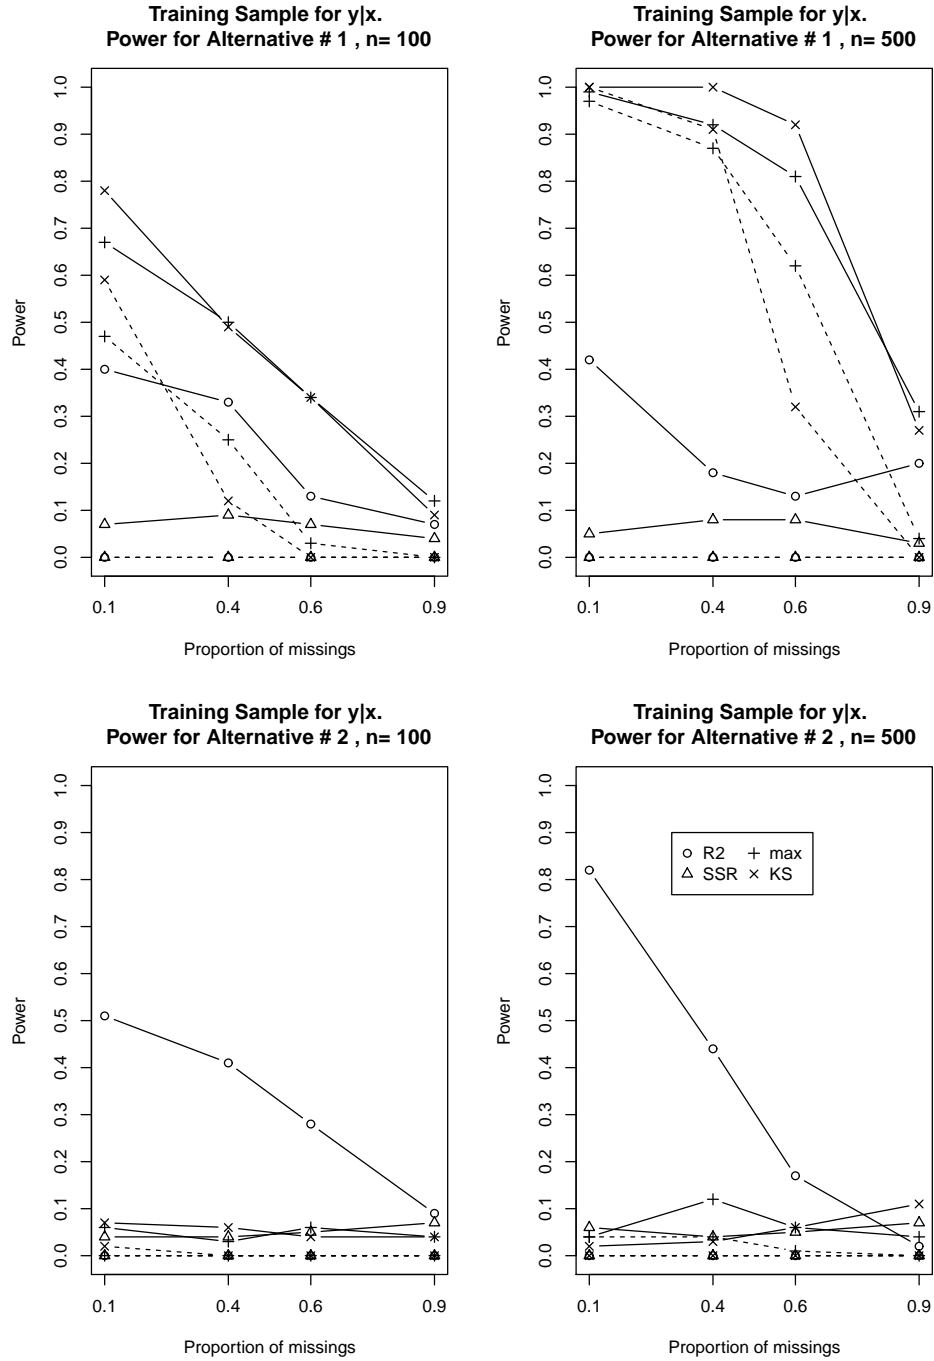 Training Sample for y|x.
Power for Alternative # 1 , n= 100
Power
1.0
0.9
0.8
0.7
0.6
0.5
0.4
0.3
0.2
0.1
0.0
0.1 0.4 0.6 0.9
Proportion of missings
Training Sample for y|x.
Power for Alternative # 1 , n= 500
Power
1.0
0.9
0.8
0.7
0.6
0.5
0.4
0.3
0.2
0.1
0.0
0.1 0.4 0.6 0.9
Proportion of missings
Training Sample for y|x.
Power for Alternative # 2 , n= 100
Power
1.0
0.9
0.8
0.7
0.6
0.5
0.4
0.3
0.2
0.1
0.0
0.1 0.4 0.6 0.9
Proportion of missings
Training Sample for y|x.
Power for Alternative # 2 , n= 500
Power
1.0
0.9
0.8
0.7
0.6
0.5
0.4
0.3
0.2
0.1
0.0
R2 max
SSR KS
0.1 0.4 0.6 0.9
Proportion of missings